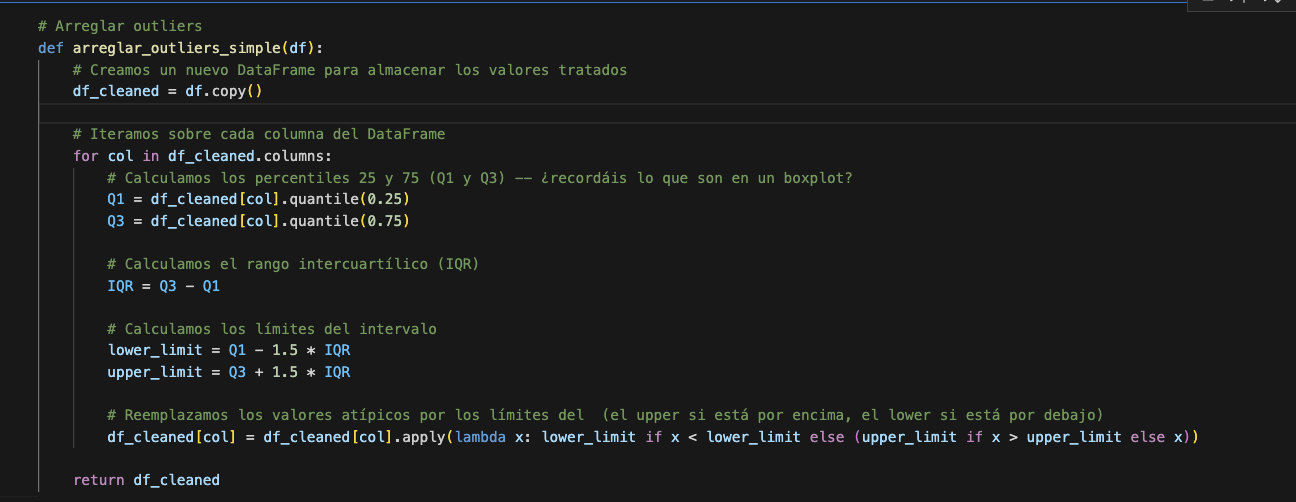 # Arreglar outliers
def arreglar_outliers_simple(df):
    # Creamos un nuevo DataFrame para almacenar los valores tratados
    df_cleaned = df.copy()

    # Iteramos sobre cada columna del DataFrame
    for col in df_cleaned.columns:
        # Calculamos los percentiles 25 y 75 (Q1 y Q3) -- ¿recordáis lo que son en un boxplot?
        Q1 = df_cleaned[col].quantile(0.25)
        Q3 = df_cleaned[col].quantile(0.75)

        # Calculamos el rango intercuartílico (IQR)
        IQR = Q3 - Q1

        # Calculamos los límites del intervalo
        lower_limit = Q1 - 1.5 * IQR
        upper_limit = Q3 + 1.5 * IQR

        # Reemplazamos los valores atípicos por los límites del  (el upper si está por encima, el lower si está por debajo)
        df_cleaned[col] = df_cleaned[col].apply(lambda x: lower_limit if x < lower_limit else (upper_limit if x > upper_limit else x))

    return df_cleaned